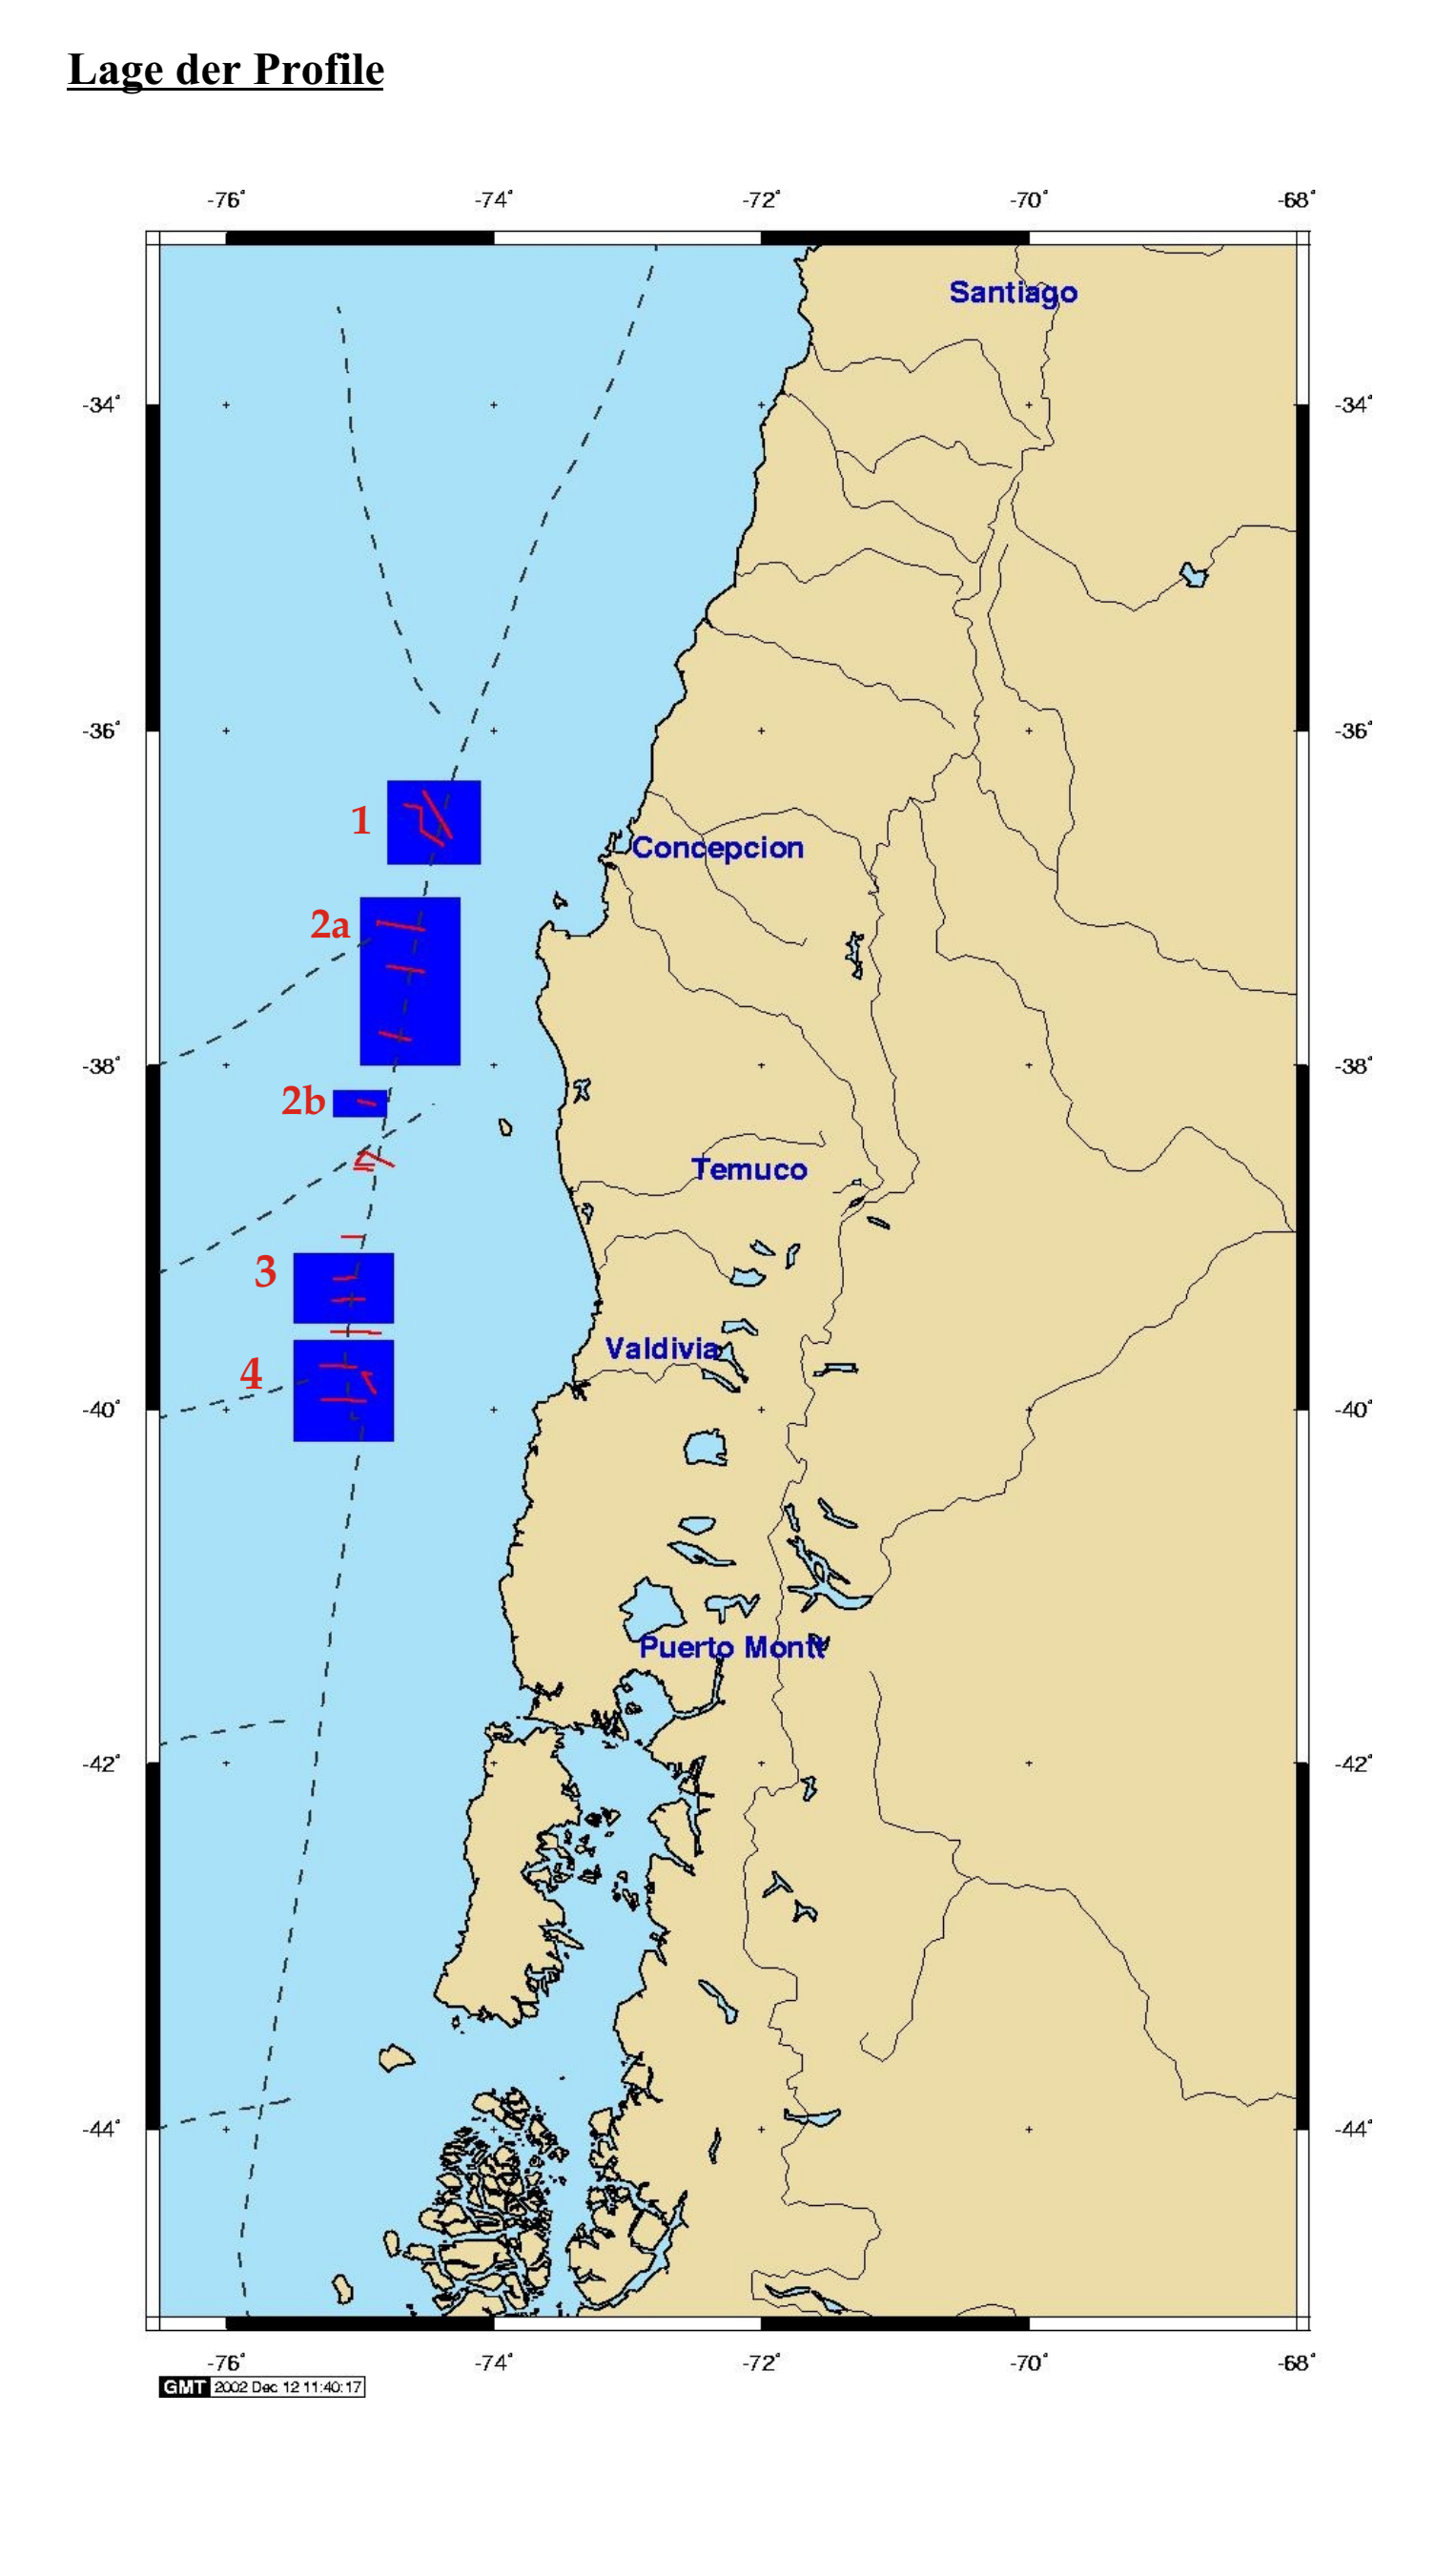 Lage der Profile
-76° -74° -72° -70° -68°
Santiago
-34° -34°
-36° -36°
1
Concepcion
2a
-38° -38°
2b
Temuco
3
Valdivia
4
-40° -40°
Puerto Montt
-42° -42°
-44° -44°
-76° -74° -72° -70° -68°
GMT 2002 Dec 12 11:40:17